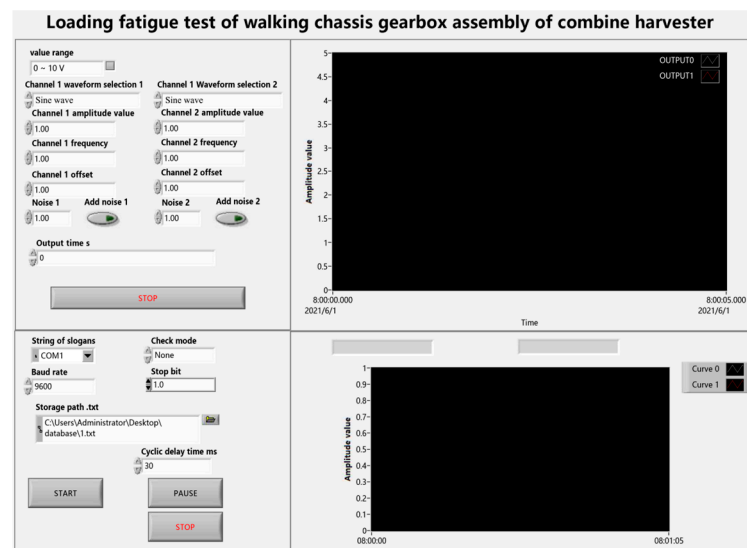 Loading fatigue test of walking chassis gearbox assembly of combine harvester
value range
0 ~ 10 V
Channel 1 waveform selection 1
Channel 1 Waveform selection 2
Sine wave
Sine wave
Channel 1 amplitude value
Channel 2 amplitude value
1.00
1.00
Channel 1 frequency
Channel 2 frequency
1.00
1.00
Channel 1 offset
Channel 2 offset
1.00
1.00
Noise 1
Add noise 1
Noise 2
Add noise 2
1.00
1.00
Output time s
0
STOP
OUTPUT0
OUTPUT1
Amplitude value
5
4.5
4
3.5
3
2.5
2
1.5
1
0.5
0
8:00:00.000
2021/6/1
8:00:05.000
2021/6/1
Time
String of slogans
COM1
Check mode
None
Baud rate
9600
Stop bit
1.0
Storage path .txt
C:\Users\Administrator\Desktop\
database\1.txt
Cyclic delay time ms
30
START
PAUSE
STOP
Curve 0
Curve 1
Amplitude value
1
0.9
0.8
0.7
0.6
0.5
0.4
0.3
0.2
0.1
0
08:00:00
08:01:05